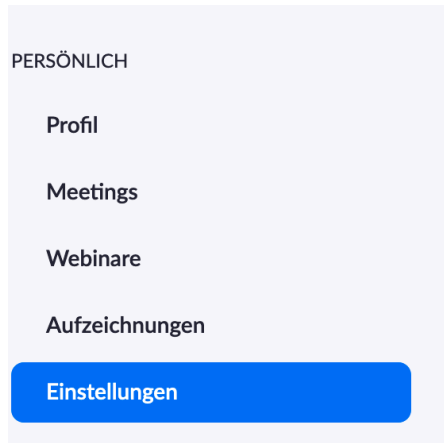 PERSÖNLICH
Profil
Meetings
Webinare
Aufzeichnungen
Einstellungen